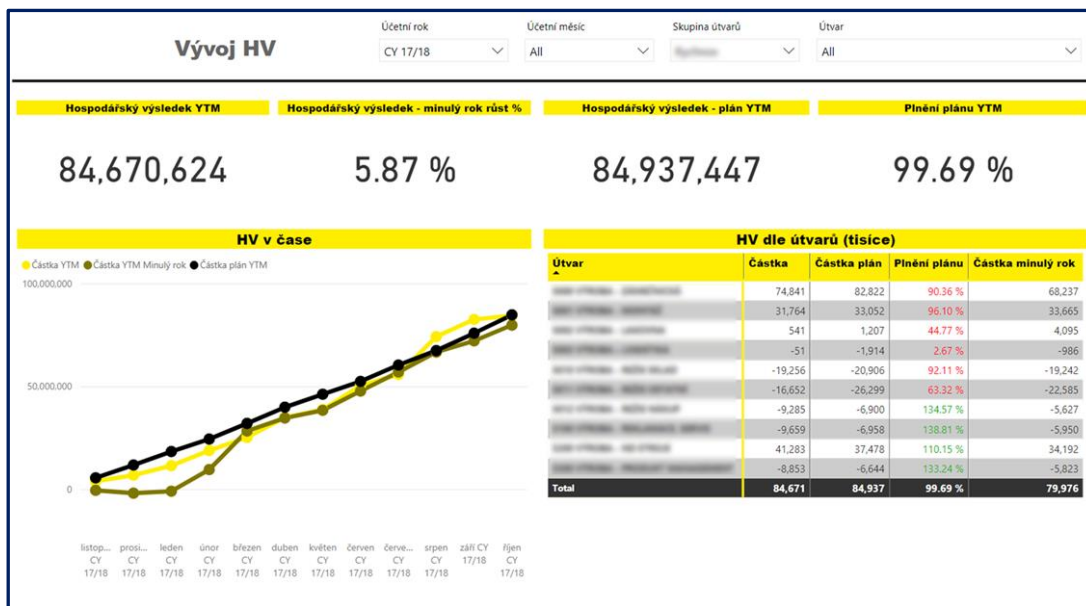 Vývoj HV
Účetní rok
CY 17/18
Účetní měsíc
All
Skupina útvarů
Útvar
All
Hospodářský výsledek YTM
84,670,624
Hospodářský výsledek - minulý rok růst %
5.87 %
Hospodářský výsledek - plán YTM
84,937,447
Plnění plánu YTM
99.69 %
HV v čase
Částka YTM Částka YTM Minulý rok Částka plán YTM
100,000,000
50,000,000
0
listop... CY 17/18
prosi... CY 17/18
leden CY 17/18
únor CY 17/18
březen CY 17/18
duben CY 17/18
květen CY 17/18
červen CY 17/18
červe... CY 17/18
srpen CY 17/18
září CY 17/18
říjen CY 17/18
HV dle útvarů (tisíce)
Útvar Částka Částka plán Plnění plánu Částka minulý rok
74,841 82,822 90.36 % 68,237
31,764 33,052 96.10 % 33,665
541 1,207 44.77 % 4,095
-51 -1,914 2.67 % -986
-19,256 -20,906 92.11 % -19,242
-16,652 -26,299 63.32 % -22,585
-9,285 -6,900 134.57 % -5,627
-9,659 -6,958 138.81 % -5,950
41,283 37,478 110.15 % 34,192
-8,853 -6,644 133.24 % -5,823
Total 84,671 84,937 99.69 % 79,976